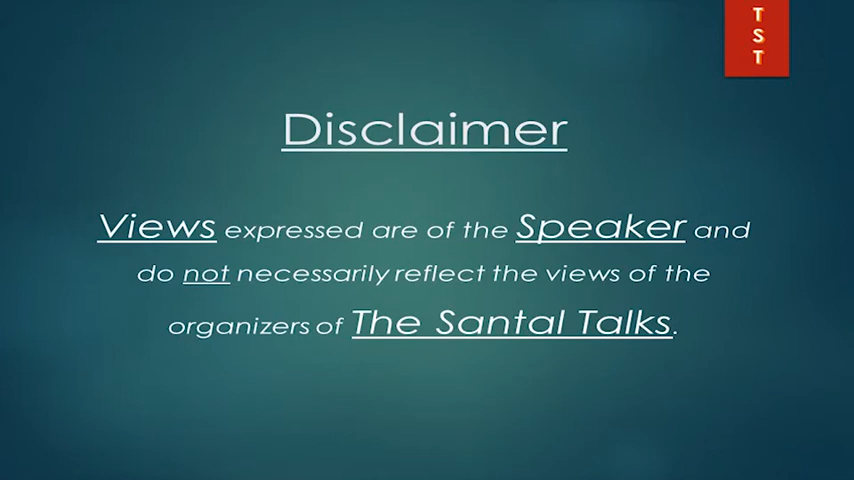 T
S
T
Disclaimer
Views expressed are of the Speaker and
do not necessarily reflect the views of the
organizers of The Santal Talks.